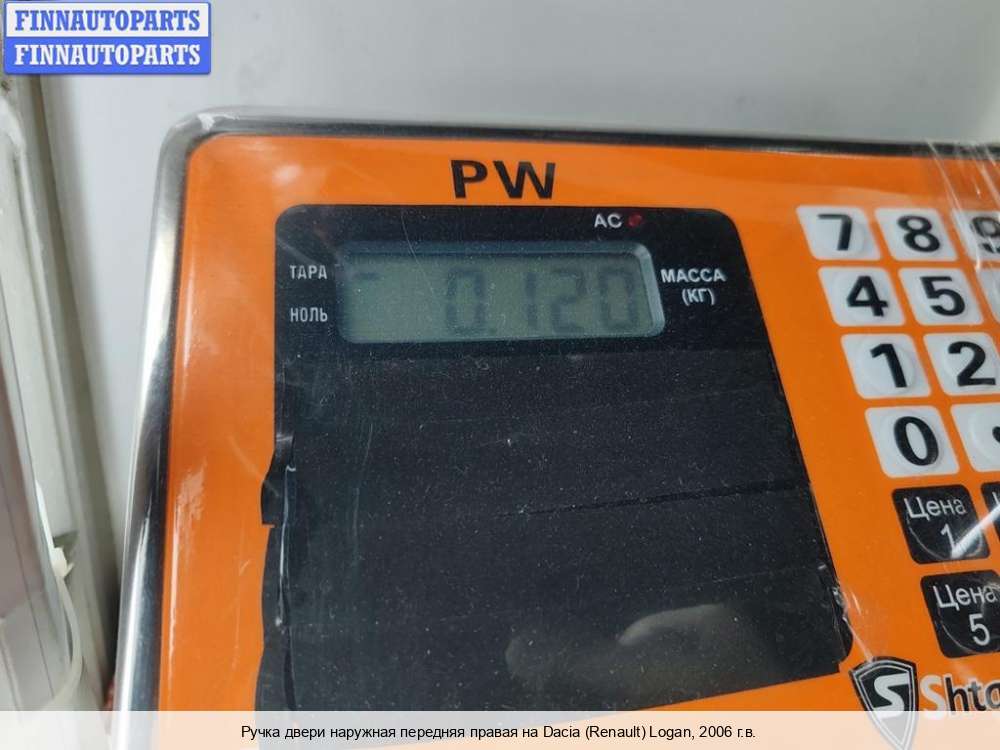 FINNAUTOPARTS
FINNAUTOPARTS
PW
AC
ТАРА
НОЛЬ
0.120
МАССА
(КГ)
7 8 9
4 5
1 2
0 .
Цена
1
Цена
5
S
Ручка двери наружная передняя правая на Dacia (Renault) Logan, 2006 г.в.